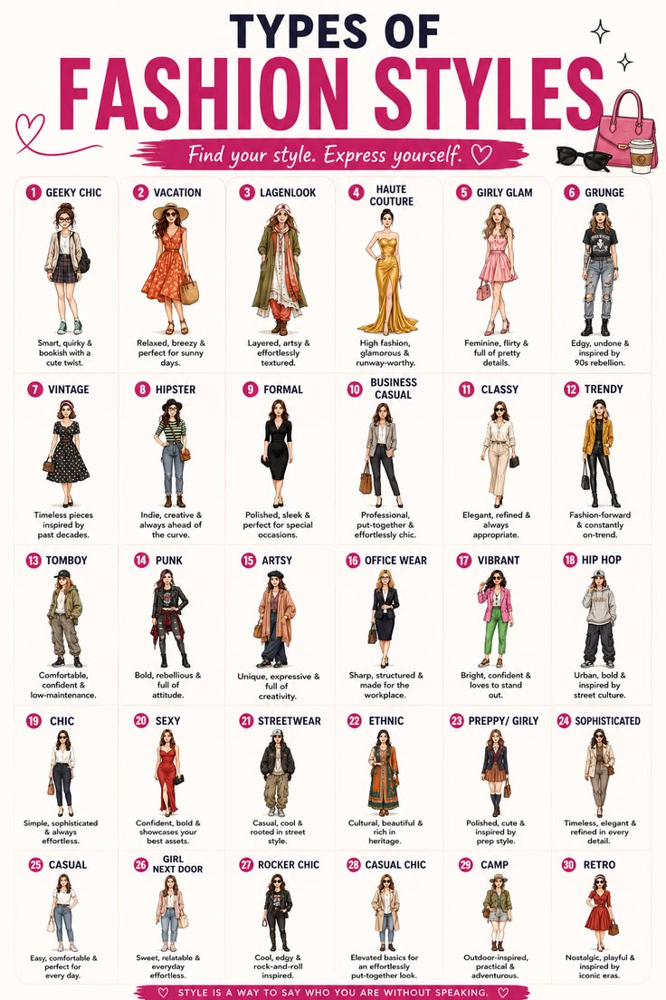 TYPES OF
FASHION STYLES
Find your style. Express yourself.
1 GEEKY CHIC
Smart, quirky &
bookish with a
cute twist.
2 VACATION
Relaxed, breezy &
perfect for sunny
days.
3 LAGENLOOK
Layered, artsy &
effortlessly
textured.
4 HAUTE
COUTURE
High fashion,
glamorous &
runway-worthy.
5 GIRLY GLAM
Feminine, flirty &
full of pretty
details.
6 GRUNGE
Edgy, undone &
inspired by
90s rebellion.
7 VINTAGE
Timeless pieces
inspired by
past decades.
8 HIPSTER
Indie, creative &
always ahead of
the curve.
9 FORMAL
Polished, sleek &
perfect for special
occasions.
10 BUSINESS
CASUAL
Professional,
put-together &
effortlessly chic.
11 CLASSY
Elegant, refined &
always
appropriate.
12 TRENDY
Fashion-forward
& constantly
on-trend.
13 TOMBOY
Comfortable,
confident &
low-maintenance.
14 PUNK
Bold, rebellious &
full of
attitude.
15 ARTSY
Unique, expressive &
full of
creativity.
16 OFFICE WEAR
Sharp, structured &
made for the
workplace.
17 VIBRANT
Bright, confident &
loves to stand
out.
18 HIP HOP
Urban, bold &
inspired by
street culture.
19 CHIC
Simple, sophisticated
& always
effortless.
20 SEXY
Confident, bold &
showcases your
best assets.
21 STREETWEAR
Casual, cool &
rooted in street
style.
22 ETHNIC
Cultural, beautiful &
rich in
heritage.
23 PREPPY/ GIRLY
Polished, cute &
inspired by
prep style.
24 SOPHISTICATED
Timeless, elegant &
refined in every
detail.
25 CASUAL
Easy, comfortable &
perfect for
every day.
26 GIRL
NEXT DOOR
Sweet, relatable &
everyday
effortless.
27 ROCKER CHIC
Cool, edgy &
rock-and-roll
inspired.
28 CASUAL CHIC
Elevated basics for
an effortlessly
put-together look.
29 CAMP
Outdoor-inspired,
practical &
adventurous.
30 RETRO
Nostalgic, playful &
inspired by
iconic eras.
STYLE IS A WAY TO SAY WHO YOU ARE WITHOUT SPEAKING.